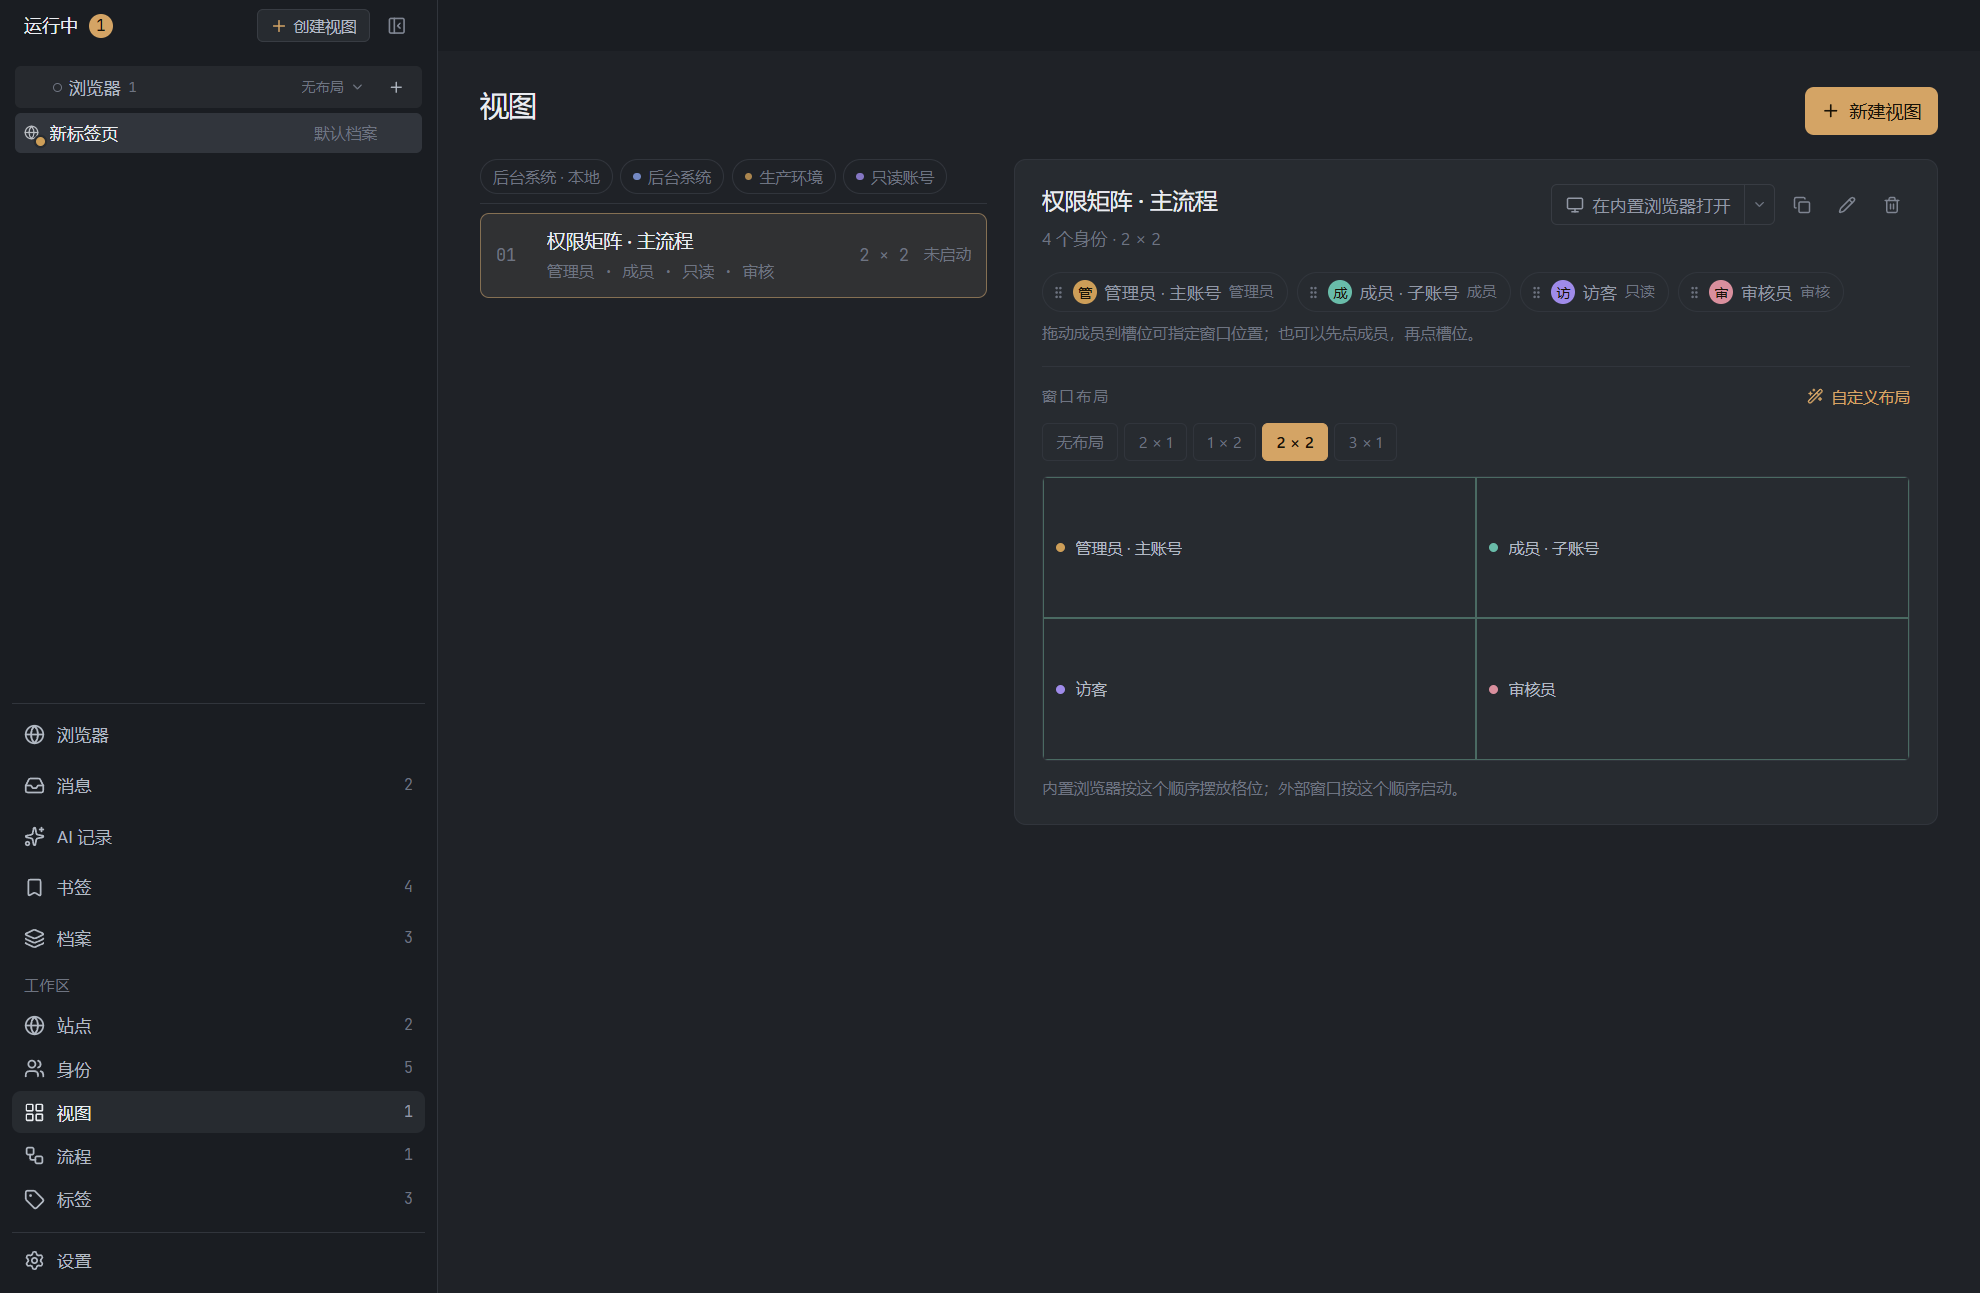 运行中 1
创建视图
浏览器 1
无布局
新标签页
默认档案
浏览器
消息 2
AI 记录
书签 4
档案 3
工作区
站点 2
身份 5
视图 1
流程 1
标签 3
设置
视图
新建视图
后台系统 · 本地
后台系统
生产环境
只读账号
01
权限矩阵 · 主流程
管理员 · 成员 · 只读 · 审核
2 × 2 未启动
权限矩阵 · 主流程
4 个身份 · 2 × 2
在内置浏览器打开
管 管理员 · 主账号 管理员
成 成员 · 子账号 成员
访 访客 只读
审 审核员 审核
拖动成员到槽位可指定窗口位置；也可以先点成员，再点槽位。
窗口布局
自定义布局
无布局
2 × 1
1 × 2
2 × 2
3 × 1
管理员 · 主账号
成员 · 子账号
访客
审核员
内置浏览器按这个顺序摆放格位；外部窗口按这个顺序启动。